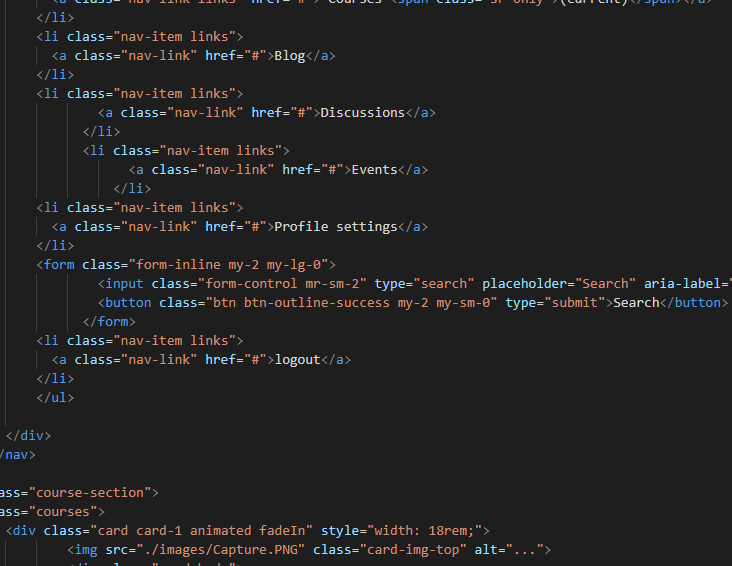 <a class="nav-link links" href="#"> Courses <span class="sr-only">(current)</span></a>
</li>
<li class="nav-item links">
<a class="nav-link" href="#">Blog</a>
</li>
<li class="nav-item links">
<a class="nav-link" href="#">Discussions</a>
</li>
<li class="nav-item links">
<a class="nav-link" href="#">Events</a>
</li>
<li class="nav-item links">
<a class="nav-link" href="#">Profile settings</a>
</li>
<form class="form-inline my-2 my-lg-0">
<input class="form-control mr-sm-2" type="search" placeholder="Search" aria-label="
<button class="btn btn-outline-success my-2 my-sm-0" type="submit">Search</button>
</form>
<li class="nav-item links">
<a class="nav-link" href="#">logout</a>
</li>
</ul>
</div>
/nav>
ass="course-section">
ass="courses">
<div class="card card-1 animated fadeIn" style="width: 18rem;">
<img src="./images/Capture.PNG" class="card-img-top" alt="...">